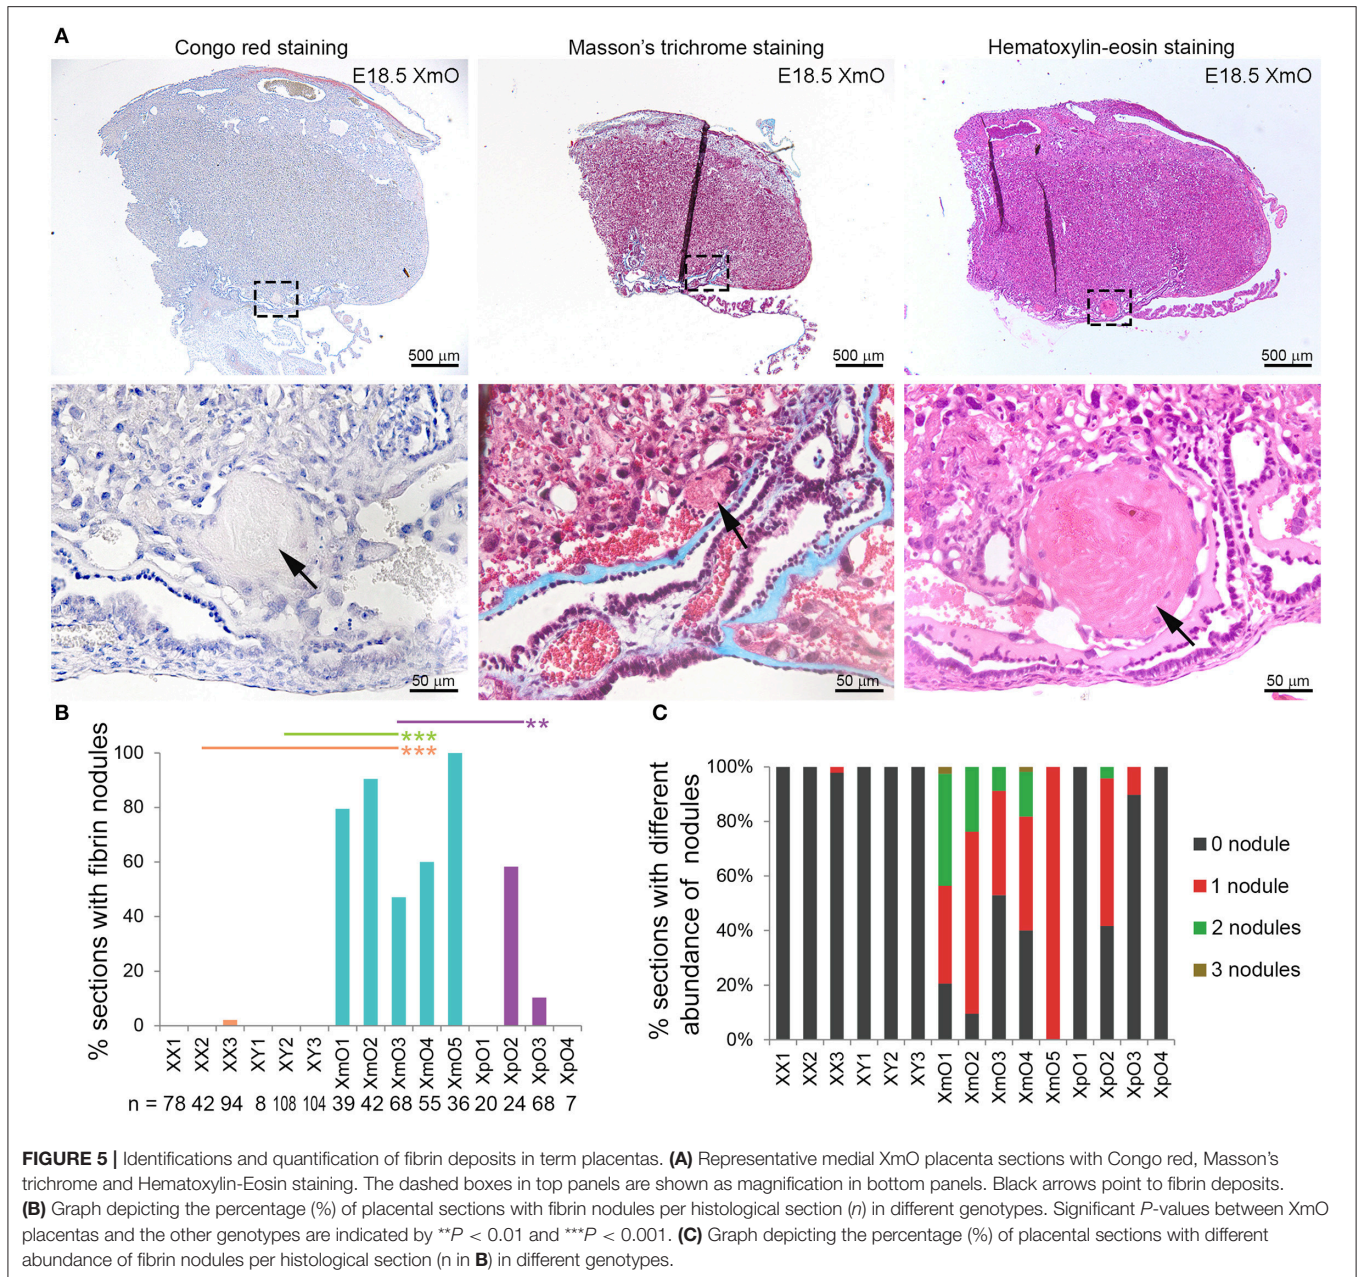 A
Congo red staining
Masson's trichrome staining
Hematoxylin-eosin staining
E18.5 XmO
E18.5 XmO
E18.5 XmO
500 µm
500 µm
500 µm
50 µm
50 µm
50 µm
B
% sections with fibrin nodules
100
80
60
40
20
0
***
***
**
XX1 XX2 XX3 XY1 XY2 XY3 XmO1 XmO2 XmO3 XmO4 XmO5 XpO1 XpO2 XpO3 XpO4
n = 78 42 94 8 108 104 39 42 68 55 36 20 24 68 7
C
% sections with different
abundance of nodules
100%
80%
60%
40%
20%
0%
XX1 XX2 XX3 XY1 XY2 XY3 XmO1 XmO2 XmO3 XmO4 XmO5 XpO1 XpO2 XpO3 XpO4
0 nodule
1 nodule
2 nodules
3 nodules
FIGURE 5 | Identifications and quantification of fibrin deposits in term placentas. (A) Representative medial XmO placenta sections with Congo red, Masson's
trichrome and Hematoxylin-Eosin staining. The dashed boxes in top panels are shown as magnification in bottom panels. Black arrows point to fibrin deposits.
(B) Graph depicting the percentage (%) of placental sections with fibrin nodules per histological section (n) in different genotypes. Significant P-values between XmO
placentas and the other genotypes are indicated by **P < 0.01 and ***P < 0.001. (C) Graph depicting the percentage (%) of placental sections with different
abundance of fibrin nodules per histological section (n in B) in different genotypes.